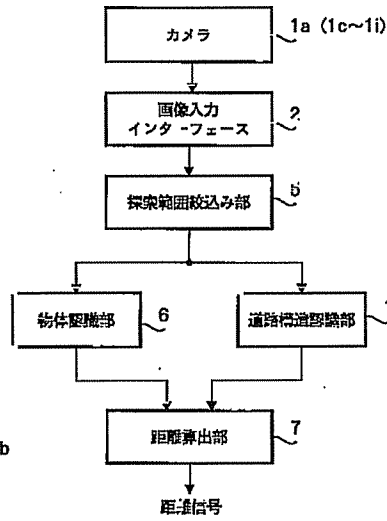 カメラ
1a (1c~1i)
画像入力
インターフェース
2
探索範囲絞込み部
5
物体認識部
6
道路構造認識部
距離算出部
7
b
距離信号